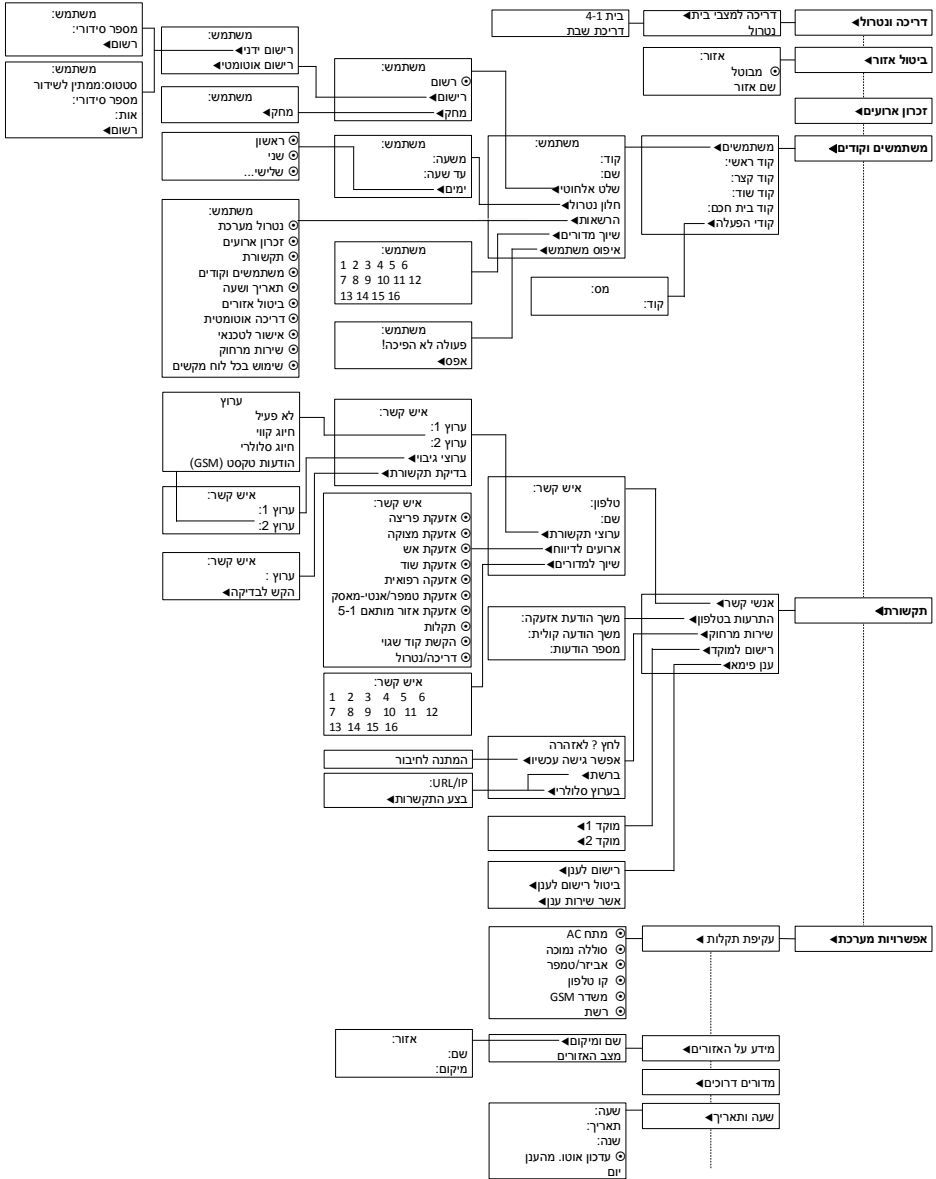 דריכה ונטרול◄
דריכה למצבי בית◄
נטרול
בית 4-1
דריכת שבת
ביטול אזור◄
אזור:
מבוטל
שם אזור
זכרון ארועים◄
משתמשים וקודים◄
משתמשים◄
קוד ראשי:
קוד קצר:
קוד שוד:
קוד בית חכם:
קודי הפעלה◄
מס:
קוד:
משתמש:
קוד:
שם:
שלט אלחוטי◄
חלון נטרול◄
הרשאות◄
שיוך מדורים◄
איפוס משתמש◄
משתמש:
רשום
רישום◄
מחק◄
משתמש:
רישום ידני◄
רישום אוטומטי◄
משתמש:
מספר סידורי:
רשום◄
משתמש:
סטטוס:ממתין לשידור
מספר סידורי:
אות:
רשום◄
משתמש:
מחק◄
משתמש:
משעה:
עד שעה:
ימים◄
ראשון
שני
שלישי...
משתמש:
נטרול מערכת
זכרון ארועים
תקשורת
משתמשים וקודים
תאריך ושעה
ביטול אזורים
דריכה אוטומטית
אישור לטכנאי
שירות מרחוק
שימוש בכל לוח מקשים
משתמש:
1 2 3 4 5 6
7 8 9 10 11 12
13 14 15 16
משתמש:
פעולה לא הפיכה!
אפס◄
תקשורת◄
אנשי קשר◄
התרעות בטלפון◄
שירות מרחוק◄
רישום למוקד◄
ענן פימא◄
איש קשר:
טלפון:
שם:
ערוצי תקשורת◄
ארועים לדיווח◄
שיוך למדורים◄
איש קשר:
ערוץ 1:
ערוץ 2:
ערוצי גיבוי◄
בדיקת תקשורת◄
ערוץ
לא פעיל
חיוג קווי
חיוג סלולרי
הודעות טקסט (GSM)
איש קשר:
ערוץ 1:
ערוץ 2:
איש קשר:
ערוץ :
הקש לבדיקה◄
איש קשר:
אזעקת פריצה
אזעקת מצוקה
אזעקת אש
אזעקת שוד
אזעקה רפואית
אזעקת טמפר/אנטי-מאסק
אזעקת אזור מותאם 5-1
תקלות
הקשת קוד שגוי
דריכה/נטרול
איש קשר:
1 2 3 4 5 6
7 8 9 10 11 12
13 14 15 16
משך הודעת אזעקה:
משך הודעה קולית:
מספר הודעות:
לחץ ? לאזהרה
אפשר גישה עכשיו◄
ברשת◄
בערוץ סלולרי◄
המתנה לחיבור
URL/IP:
בצע התקשרות◄
מוקד 1◄
מוקד 2◄
רישום לענן◄
ביטול רישום לענן◄
אשר שירות ענן◄
אפשרויות מערכת◄
עקיפת תקלות ◄
מתח AC
סוללה נמוכה
אביזר/טמפר
קו טלפון
משדר GSM
רשת
מידע על האזורים◄
שם ומיקום◄
מצב האזורים
אזור:
שם:
מיקום:
מדורים דרוכים◄
שעה ותאריך◄
שעה:
תאריך:
שנה:
עדכון אוטו. מהענן
יום